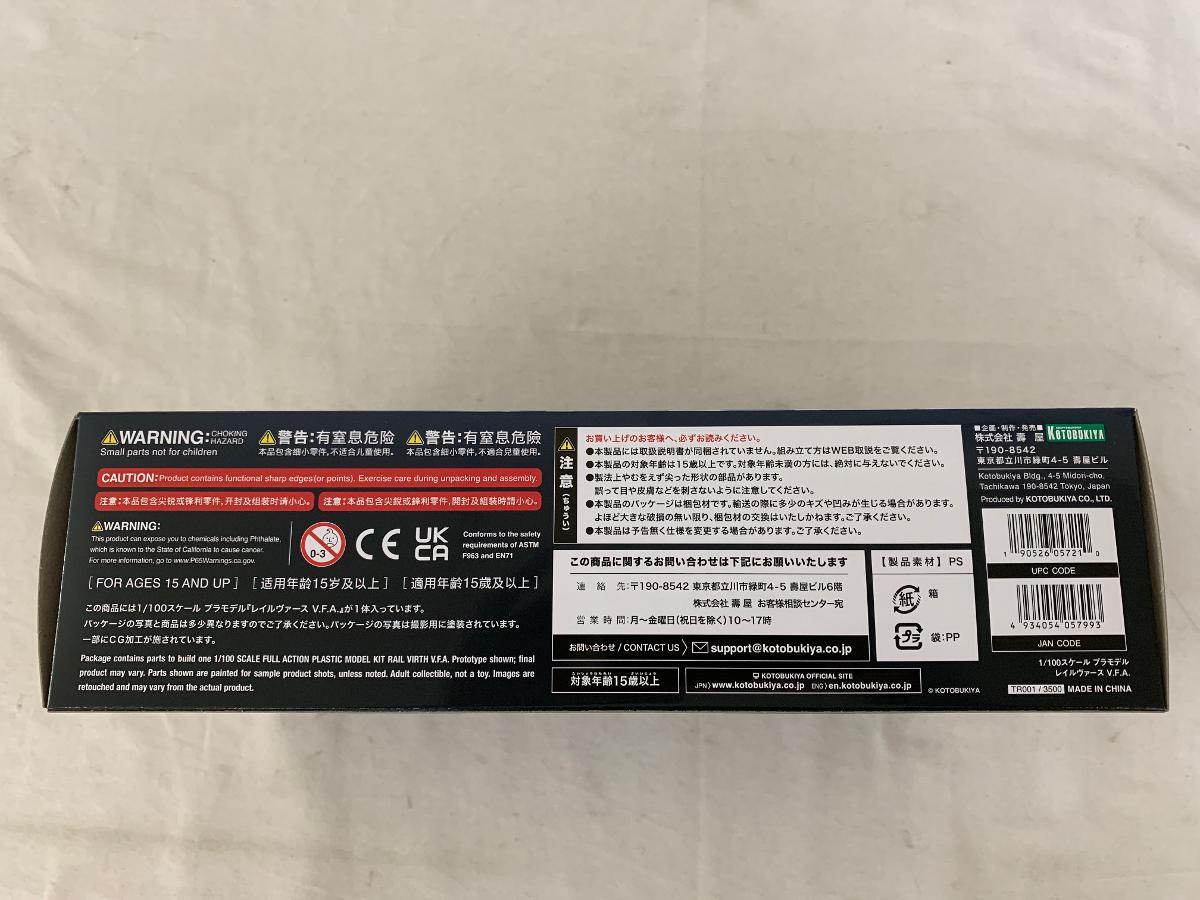 WARNING: CHOKING HAZARD
Small parts not for children
警告:有窒息危险
本品包含细小零件,不适合儿童使用。
警告:有窒息危險
本品包含細小零件,不適合兒童使用。
CAUTION: Product contains functional sharp edges(or points). Exercise care during unpacking and assembly.
注意:本品包含尖锐或锋利零件,开封及组装时请小心。
注意:本品包含尖銳或鋒利零件,開封及組裝時請小心。
WARNING:
This product can expose you to chemicals including Phthalate,
which is known to the State of California to cause cancer.
For more information, go to www.P65Warnings.ca.gov.
0-3
CE
UK
CA
Conforms to the safety
requirements of ASTM
F963 and EN71
[FOR AGES 15 AND UP] [适用年龄15岁及以上] [適用年齡15歲及以上]
この商品には1/100スケール プラモデル『レイルヴァース V.F.A.』が1体入っています。
パッケージの写真と商品は多少異なりますのでご了承ください。パッケージの写真は撮影用に塗装されています。
一部にCG加工が施されています。
Package contains parts to build one 1/100 SCALE FULL ACTION PLASTIC MODEL KIT RAIL VIRTH V.F.A. Prototype shown; final
product may vary. Parts shown are painted for sample product shots, unless noted. Adult collectible, not a toy. Images are
retouched and may vary from the actual product.
注意(ちゅうい)
お買い上げのお客様へ、必ずお読みください。
●本製品には取扱説明書が同梱されていません。組み立て方はWEB取説をご覧ください。
●本製品の対象年齢は15歳以上です。対象年齢未満の方には、絶対に与えないでください。
●製法上やむをえず尖った形状の部品があります。
誤って目や皮膚などを刺さないように注意してください。
●本製品のパッケージは梱包材です。輸送の際に多少のキズや凹みが生じる場合があります。
よほど大きな破損の無い限り、梱包材の交換はいたしかねます。ご了承ください。
●本製品は予告無く仕様を変更する場合があります。ご了承ください。
この商品に関するお問い合わせは下記にお願いいたします
連絡先:〒190-8542 東京都立川市緑町4-5 壽屋ビル6階
株式会社 壽屋 お客様相談センター宛
営業時間:月〜金曜日(祝日を除く)10〜17時
お問い合わせ / CONTACT US 〉 support@kotobukiya.co.jp
【製品素材】 PS
紙 箱
プラ 袋:PP
対象年齢15歳以上
KOTOBUKIYA OFFICIAL SITE
JPN〉www.kotobukiya.co.jp ENG〉en.kotobukiya.co.jp
© KOTOBUKIYA
■企画・制作・発売■
株式会社 壽屋 KOTOBUKIYA
〒190-8542
東京都立川市緑町4-5 壽屋ビル
Kotobukiya Bldg., 4-5 Midori-cho,
Tachikawa 190-8542 Tokyo, Japan
Produced by KOTOBUKIYA CO., LTD.
1 90526 05721 0
UPC CODE
4 934054 057993
JAN CODE
1/100スケール プラモデル
レイルヴァース V.F.A.
TR001 / 3500 MADE IN CHINA